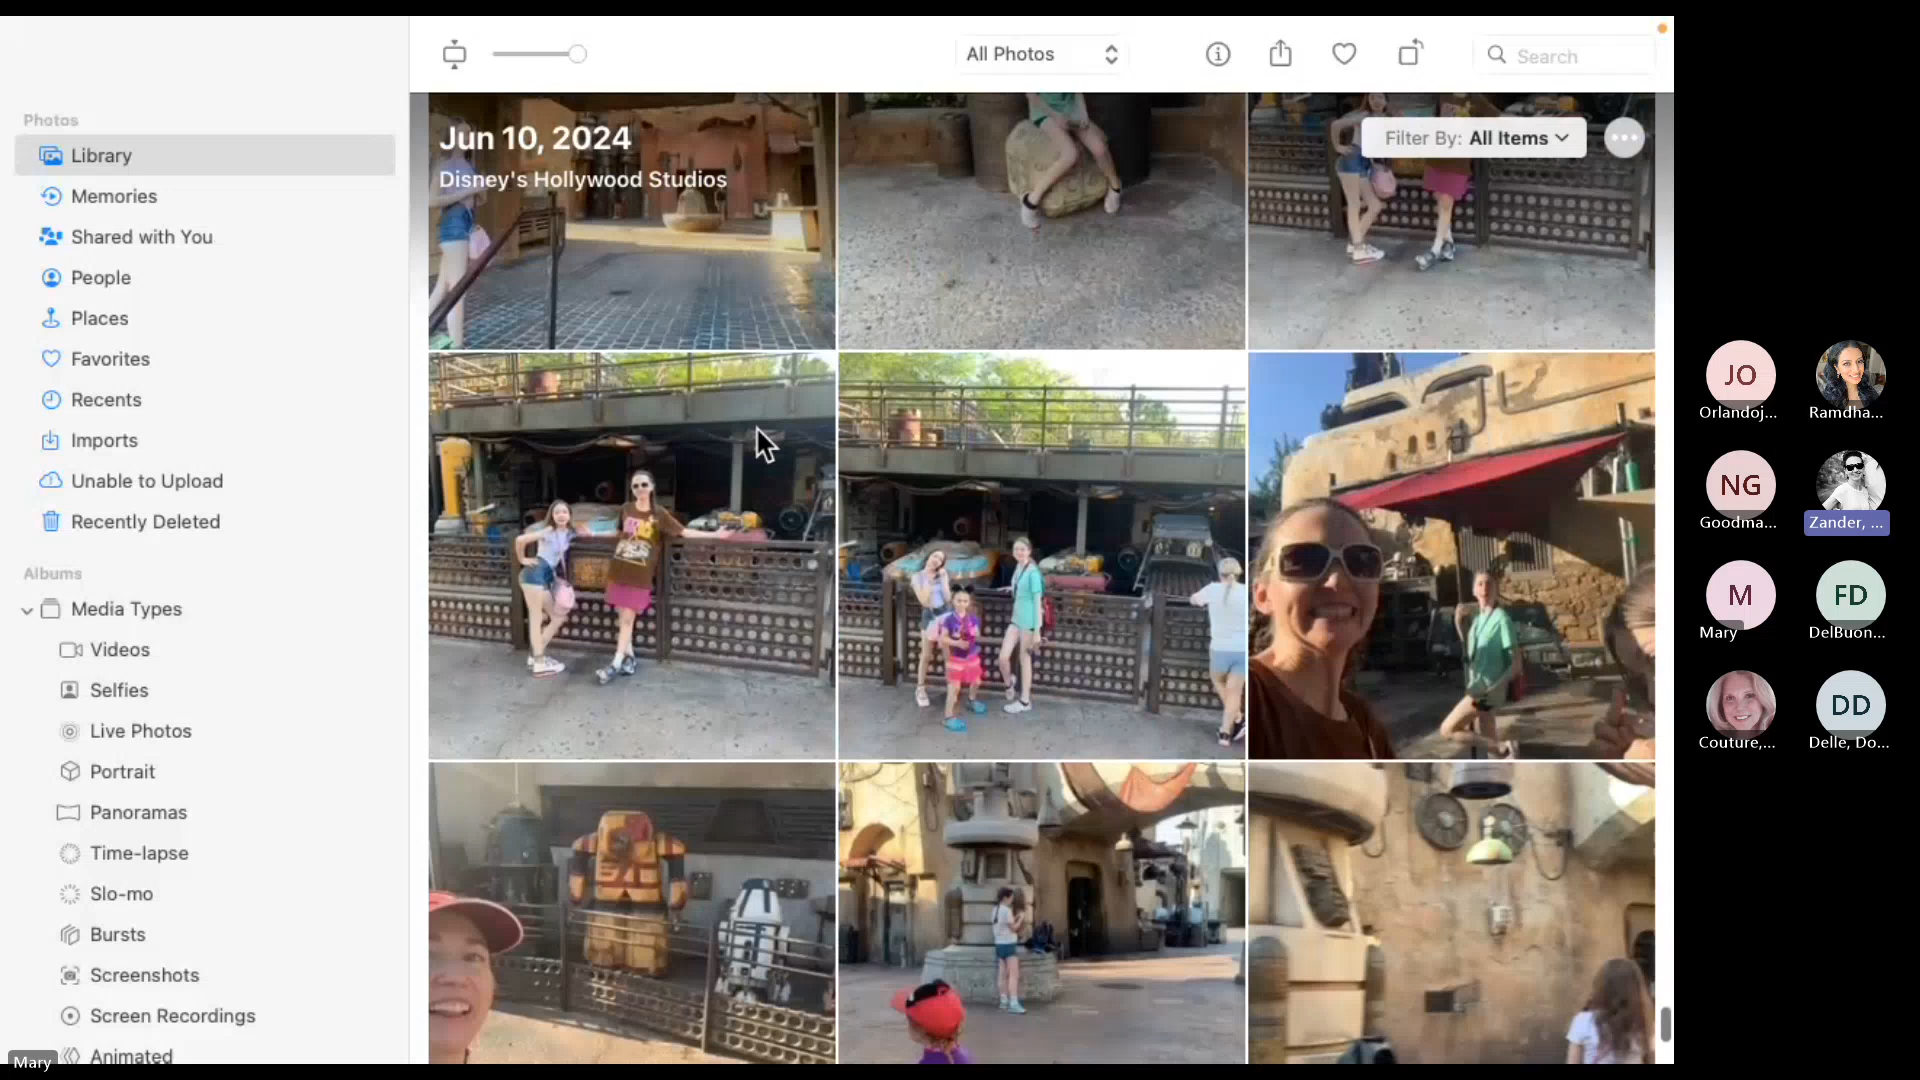 All Photos
Search
Photos
Library
Memories
Shared with You
People
Places
Favorites
Recents
Imports
Unable to Upload
Recently Deleted
Albums
Media Types
Videos
Selfies
Live Photos
Portrait
Panoramas
Time-lapse
Slo-mo
Bursts
Screenshots
Screen Recordings
Animated
Mary
Jun 10, 2024
Disney's Hollywood Studios
Filter By: All Items
JO
Orlandoj...
Ramdha...
NG
Goodma...
Zander, ...
M
Mary
FD
DelBuon...
Couture,...
DD
Delle, Do...